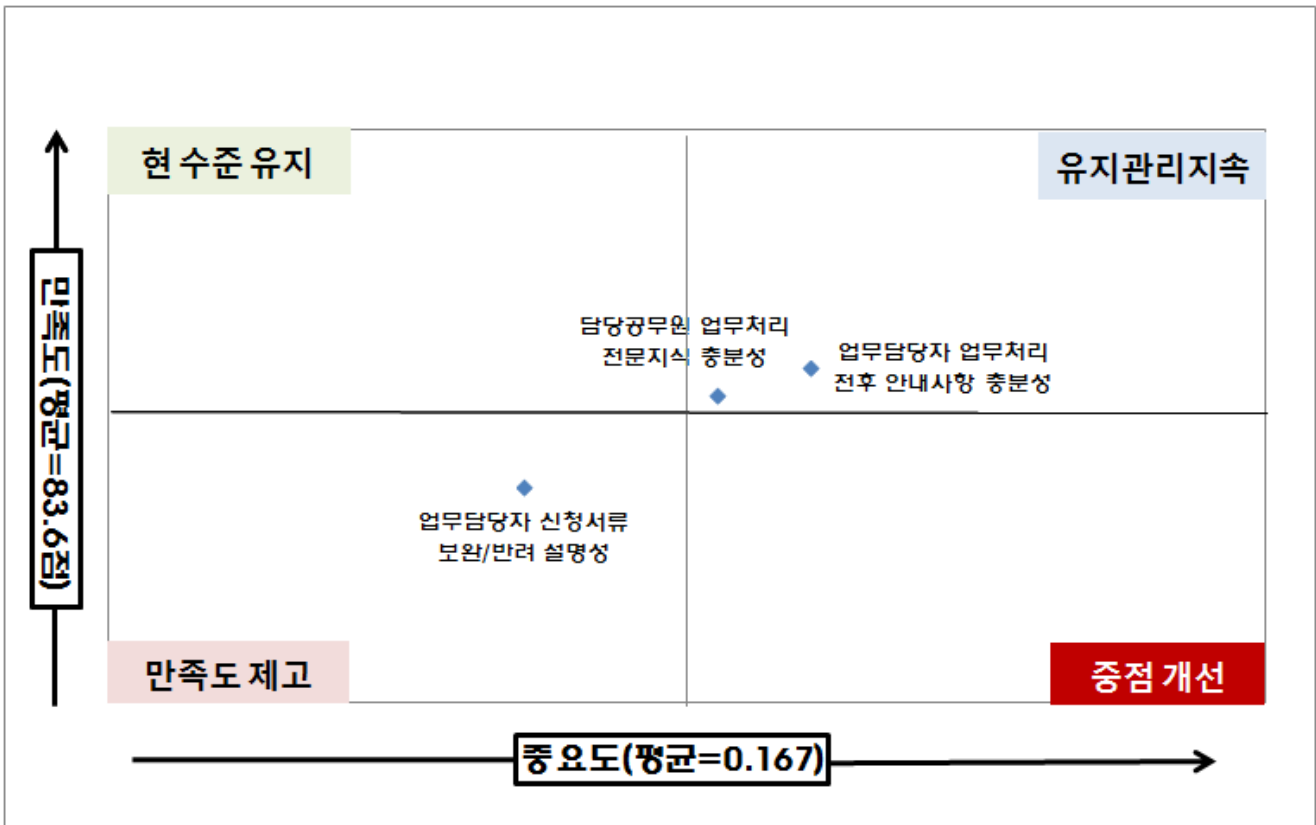 현 수준 유지
유지관리지속
만족도(평균=83.6점)
담당공무원 업무처리
전문지식 충분성
업무담당자 업무처리
전후 안내사항 충분성
업무담당자 신청서류
보완/반려 설명성
만족도 제고
중점 개선
중요도(평균=0.167)